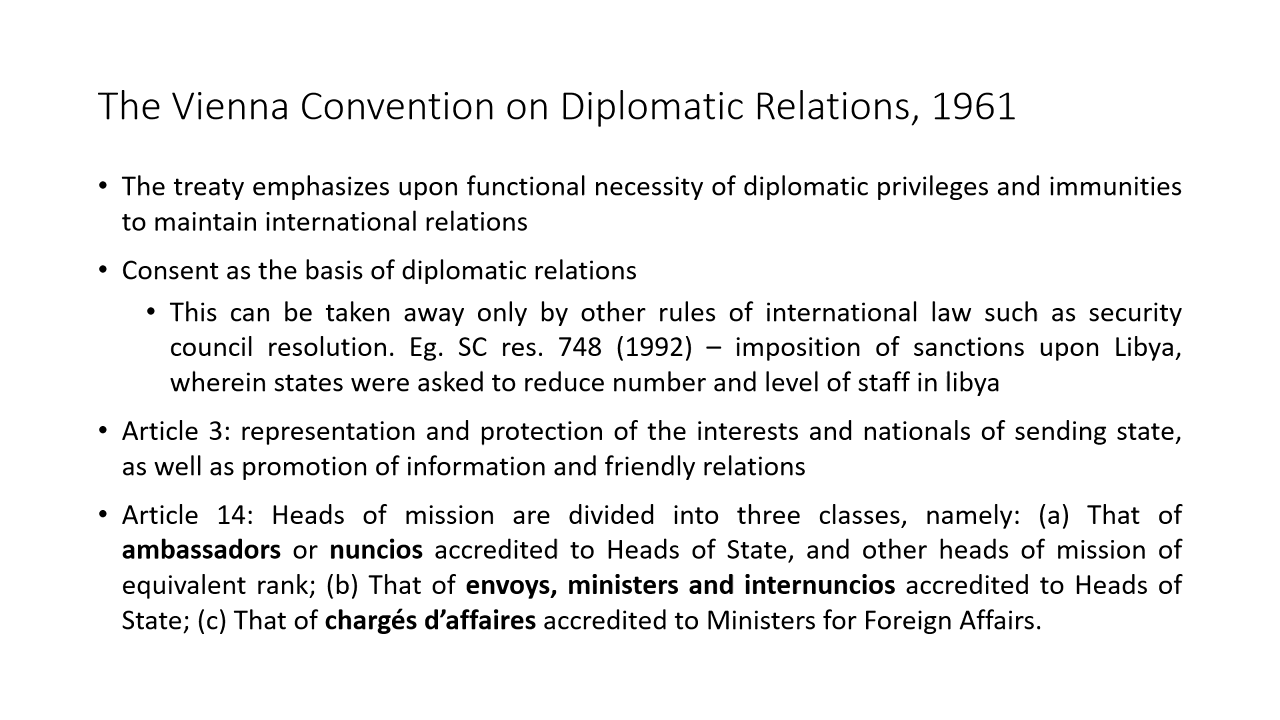 The Vienna Convention on Diplomatic Relations, 1961
• The treaty emphasizes upon functional necessity of diplomatic privileges and immunities
to maintain international relations
• Consent as the basis of diplomatic relations
• This can be taken away only by other rules of international law such as security
council resolution. Eg. SC res. 748 (1992) – imposition of sanctions upon Libya,
wherein states were asked to reduce number and level of staff in libya
• Article 3: representation and protection of the interests and nationals of sending state,
as well as promotion of information and friendly relations
• Article 14: Heads of mission are divided into three classes, namely: (a) That of
ambassadors or nuncios accredited to Heads of State, and other heads of mission of
equivalent rank; (b) That of envoys, ministers and internuncios accredited to Heads of
State; (c) That of chargés d’affaires accredited to Ministers for Foreign Affairs.